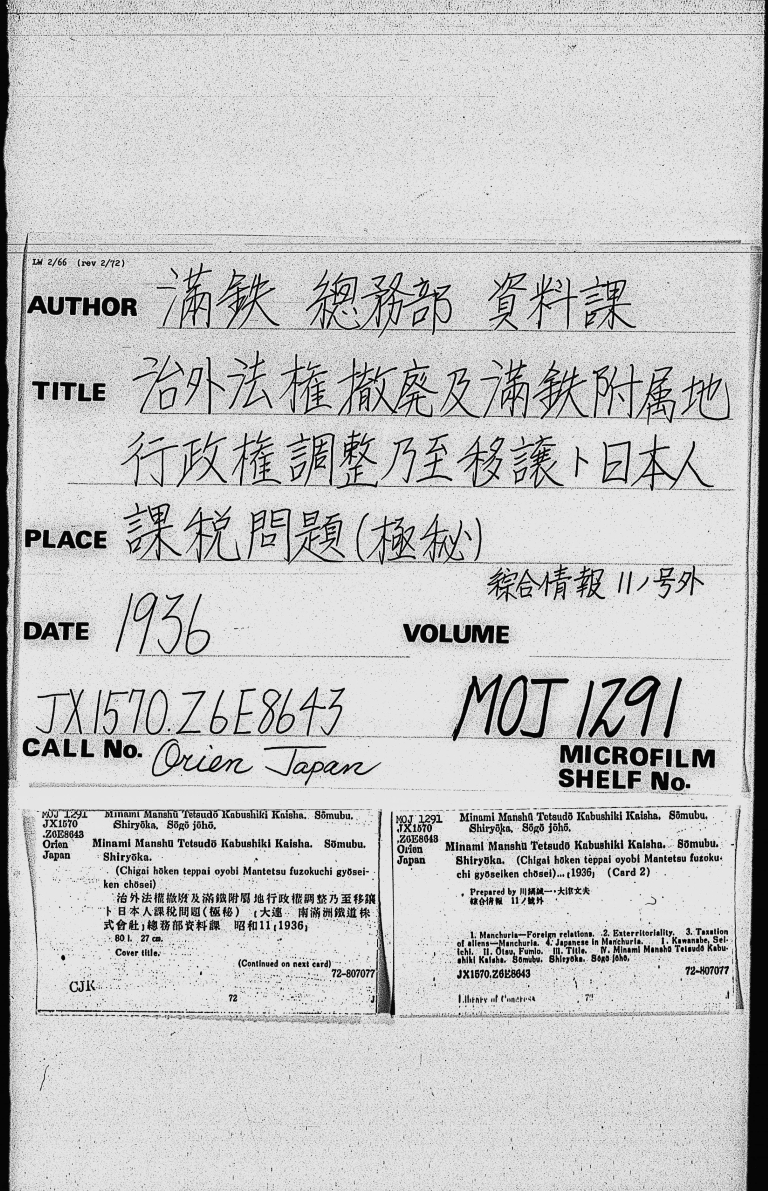 LW 2/66 (rev 2/72)
AUTHOR 滿鉄 總務部 資料課
TITLE 治外法権撤廃及滿鉄附属地
行政権調整乃至移譲ト日本人
PLACE 課税問題(極秘)
綜合情報 11ノ号外
DATE 1936 VOLUME
JX1570.Z6E8643 MOJ 1291
CALL No. Orien Japan MICROFILM
SHELF No.
MOJ 1291 Minami Manshū Tetsudō Kabushiki Kaisha. Sōmubu.
JX1570 Shiryōka. Sōgō jōhō.
.Z6E8643
Orien Minami Manshū Tetsudō Kabushiki Kaisha. Sōmubu.
Japan Shiryōka.
(Chigai hōken teppai oyobi Mantetsu fuzokuchi gyōsei-
ken chōsei)
治外法權撤廢及滿鐵附屬地行政權調整乃至移讓
ト日本人課税問題(極秘) [大連 南滿洲鐵道株
式會社]總務部資料課 昭和11 [1936]
60 l. 27 cm.
Cover title.
(Continued on next card)
72-807077
CJK
72 J
MOJ 1291 Minami Manshū Tetsudō Kabushiki Kaisha. Sōmubu.
JX1570 Shiryōka. Sōgō jōhō.
.Z6E8643
Orien Minami Manshū Tetsudō Kabushiki Kaisha. Sōmubu.
Japan Shiryōka. (Chigai hōken teppai oyobi Mantetsu fuzoku-
chi gyōseiken chōsei)... [1936] (Card 2)
Prepared by 大津文夫
綜合情報 11ノ號外
1. Manchuria—Foreign relations. 2. Exterritoriality. 3. Taxation
of aliens—Manchuria. 4. Japanese in Manchuria. I. Kawanabe, Sei-
ichi. II. Ōtsu, Fumio. III. Title. IV. Minami Manshū Tetsudō Kabu-
shiki Kaisha. Sōmubu. Shiryōka. Sōgō jōhō.
JX1570.Z6E8643 72-807077
Library of Congress 72 J